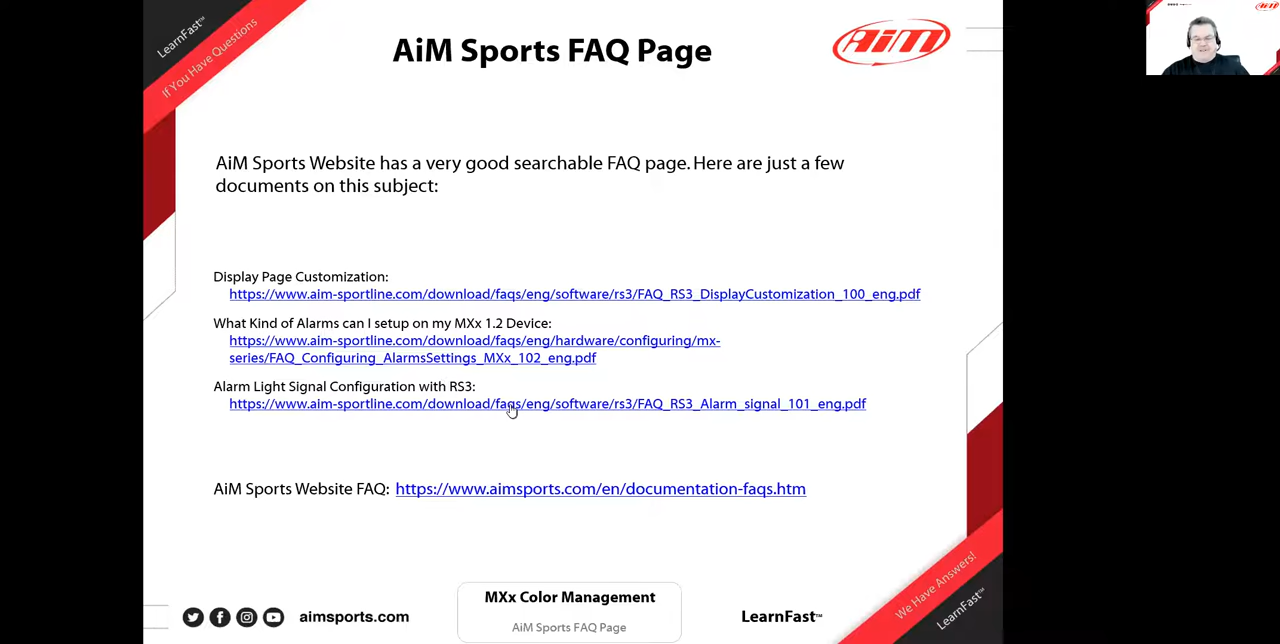 LearnFast™
If You Have Questions
AiM Sports FAQ Page
AiM
AiM Sports Website has a very good searchable FAQ page. Here are just a few
documents on this subject:
Display Page Customization:
https://www.aim-sportline.com/download/faqs/eng/software/rs3/FAQ_RS3_DisplayCustomization_100_eng.pdf
What Kind of Alarms can I setup on my MXx 1.2 Device:
https://www.aim-sportline.com/download/faqs/eng/hardware/configuring/mx-
series/FAQ_Configuring_AlarmsSettings_MXx_102_eng.pdf
Alarm Light Signal Configuration with RS3:
https://www.aim-sportline.com/download/faqs/eng/software/rs3/FAQ_RS3_Alarm_signal_101_eng.pdf
AiM Sports Website FAQ: https://www.aimsports.com/en/documentation-faqs.htm
We Have Answers!
LearnFast™
aimsports.com
MXx Color Management
AiM Sports FAQ Page
LearnFast™